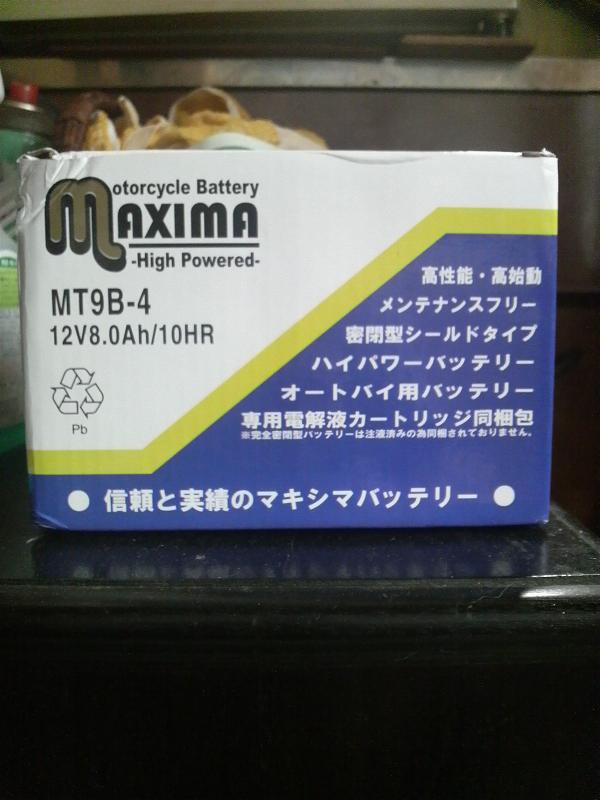 Motorcycle Battery
MAXIMA
-High Powered-
MT9B-4
12V8.0Ah/10HR
Pb
高性能・高始動
メンテナンスフリー
密閉型シールドタイプ
ハイパワーバッテリー
オートバイ用バッテリー
専用電解液カートリッジ同梱包
※完全密閉型バッテリーは注液済みの為同梱されておりません。
● 信頼と実績のマキシマバッテリー ●